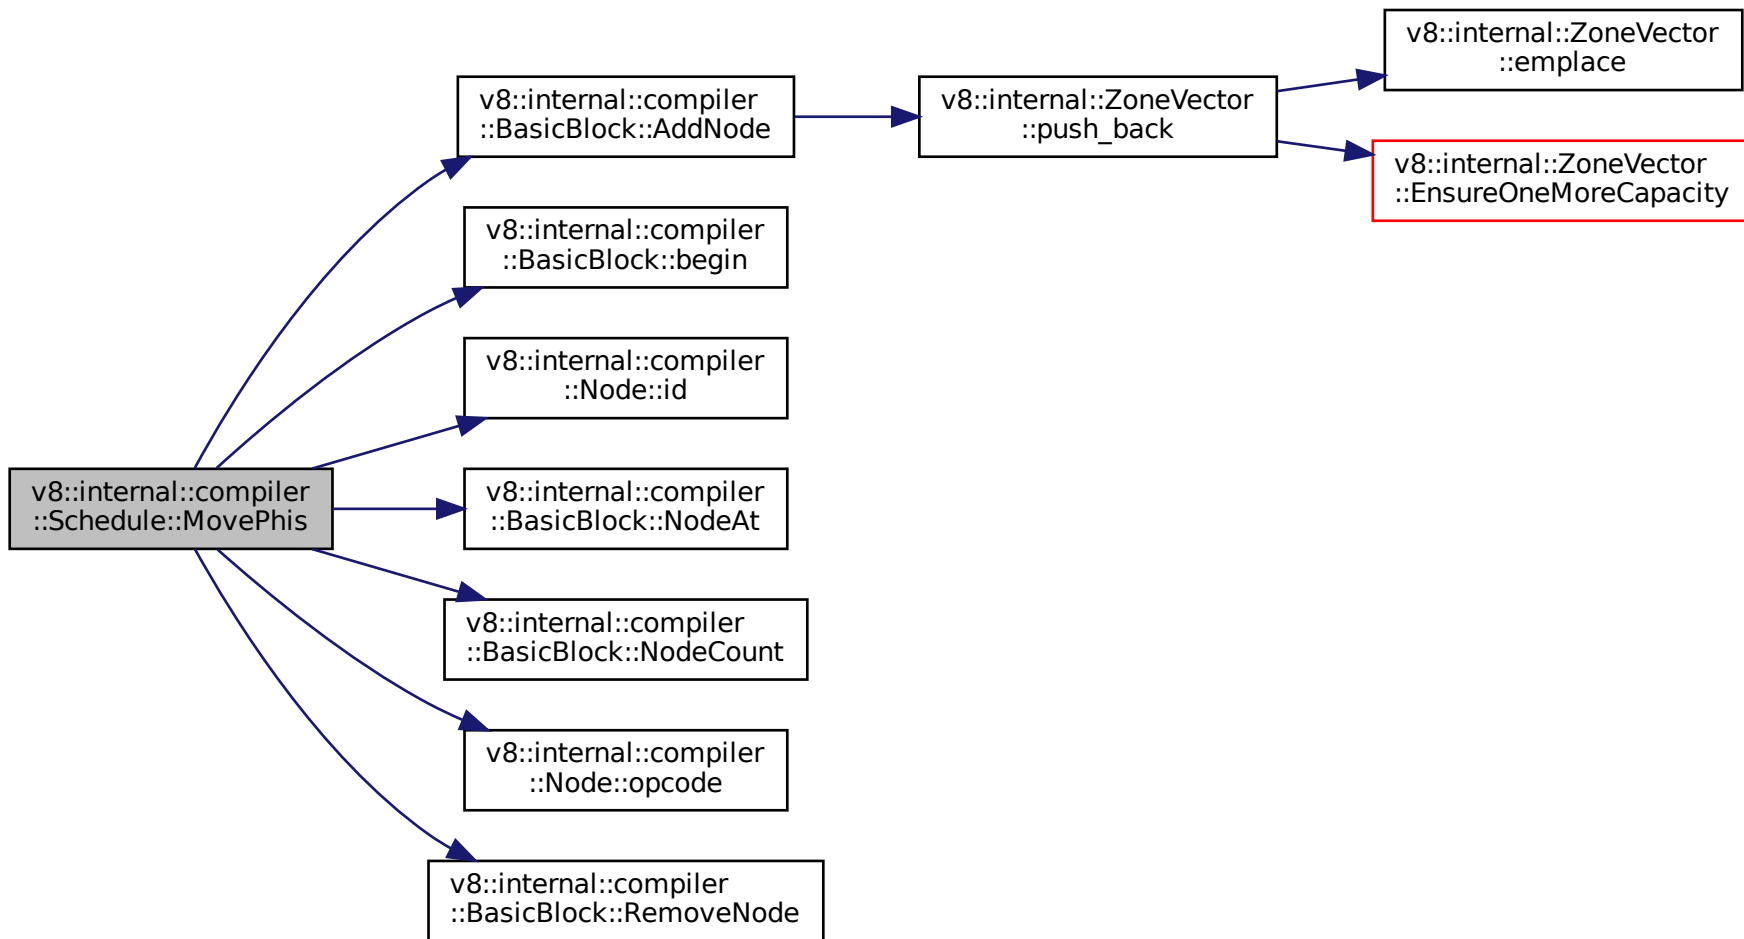 v8::internal::ZoneVector
::emplace
v8::internal::compiler
::BasicBlock::AddNode
v8::internal::ZoneVector
::push_back
v8::internal::ZoneVector
::EnsureOneMoreCapacity
v8::internal::compiler
::BasicBlock::begin
v8::internal::compiler
::Node::id
v8::internal::compiler
::Schedule::MovePhis
v8::internal::compiler
::BasicBlock::NodeAt
v8::internal::compiler
::BasicBlock::NodeCount
v8::internal::compiler
::Node::opcode
v8::internal::compiler
::BasicBlock::RemoveNode